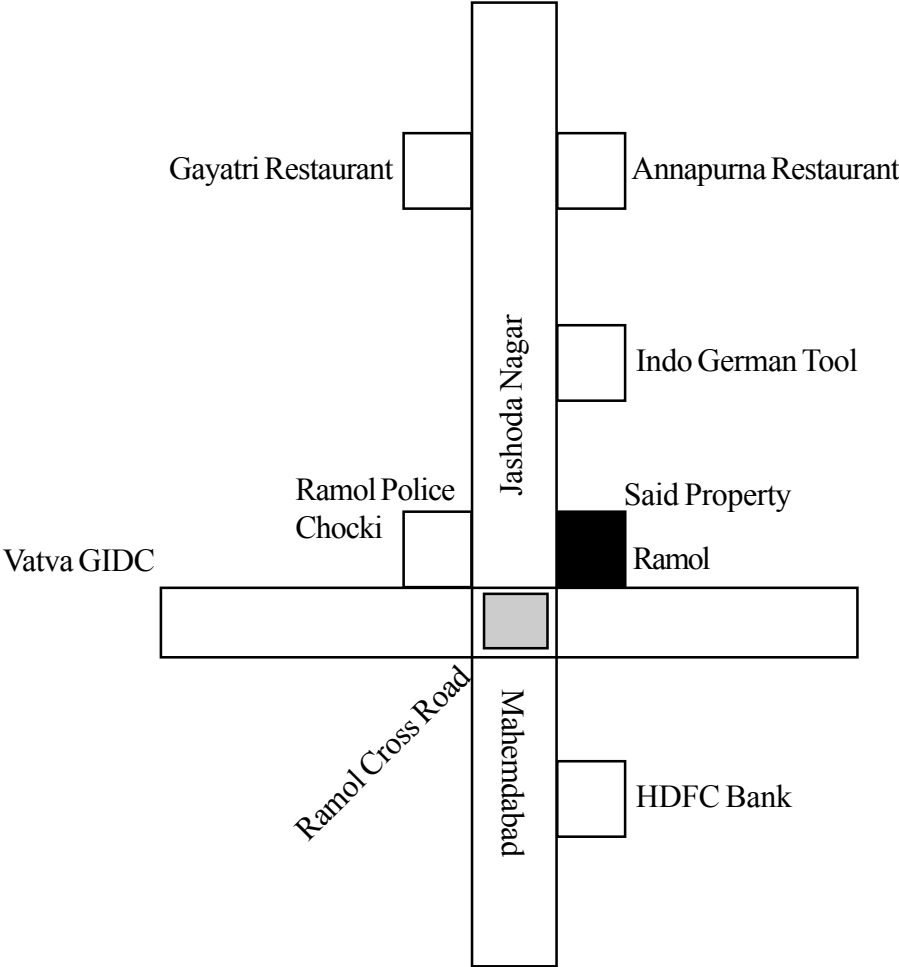 Gayatri Restaurant
Annapurna Restaurant
Jashoda Nagar
Indo German Tool
Ramol Police
Chocki
Said Property
Vatva GIDC
Ramol
Ramol Cross Road
Mahemdabad
HDFC Bank